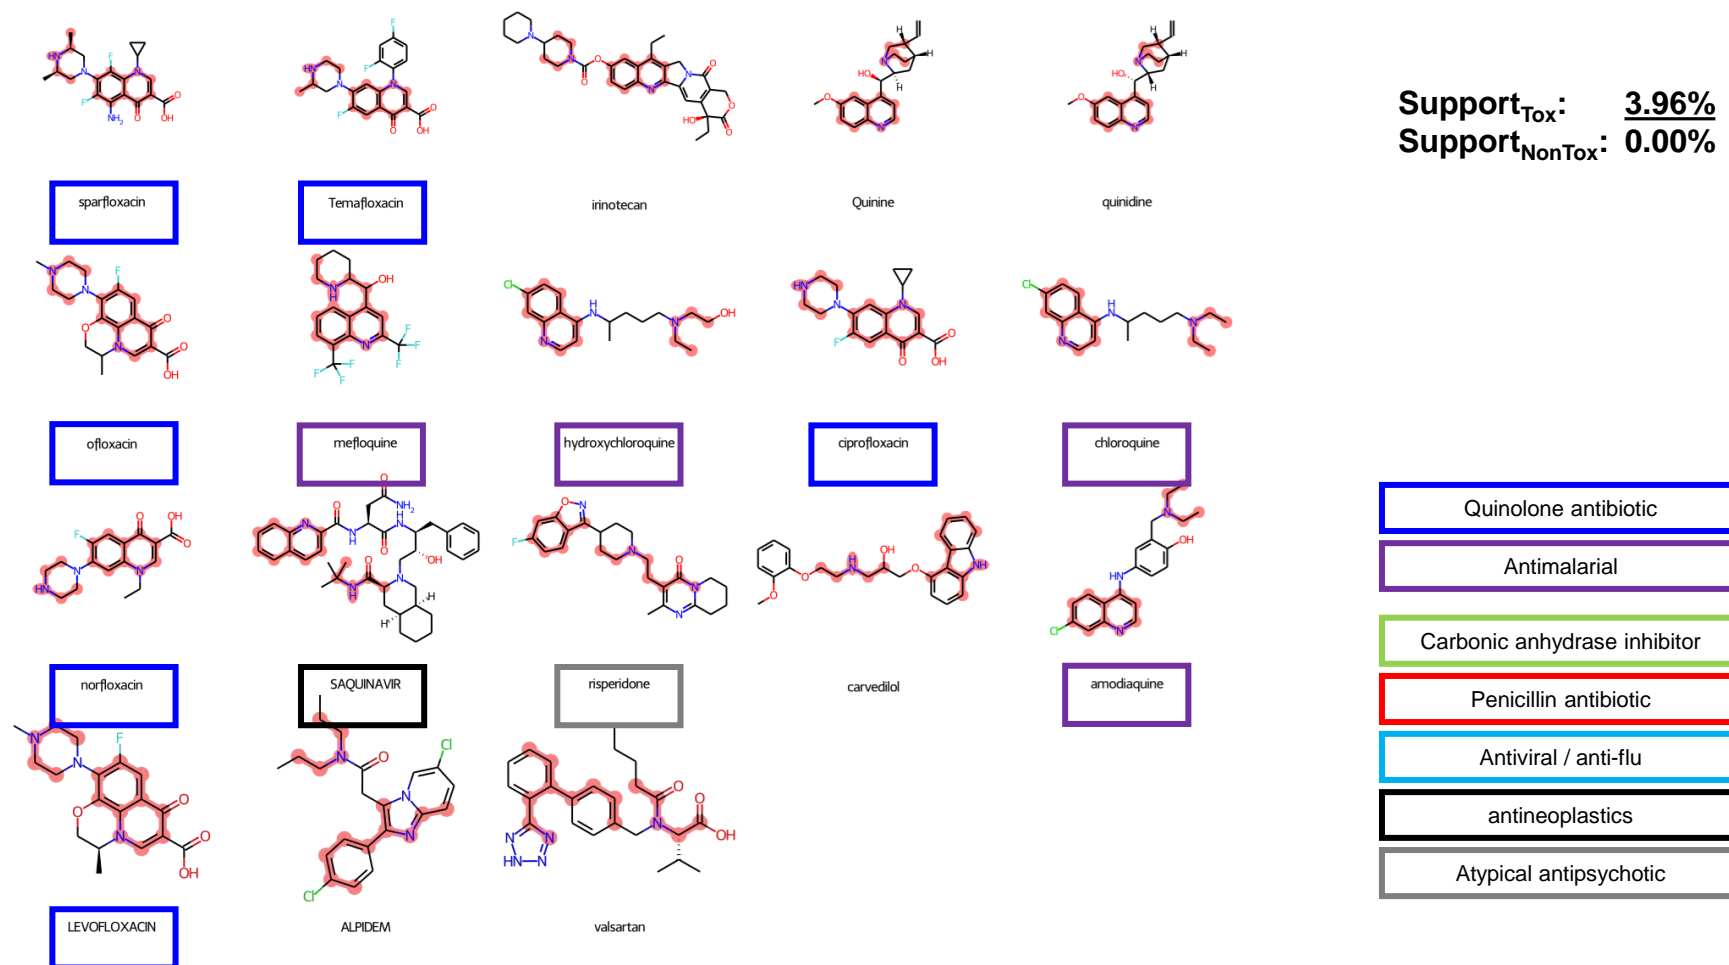 Support_Tox: 3.96%
Support_NonTox: 0.00%
sparfloxacin
Temafloxacin
irinotecan
Quinine
quinidine
ofloxacin
mefloquine
hydroxychloroquine
ciprofloxacin
chloroquine
norfloxacin
SAQUINAVIR
risperidone
carvedilol
amodiaquine
LEVOFLOXACIN
ALPIDEM
valsartan
Quinolone antibiotic
Antimalarial
Carbonic anhydrase inhibitor
Penicillin antibiotic
Antiviral / anti-flu
antineoplastics
Atypical antipsychotic